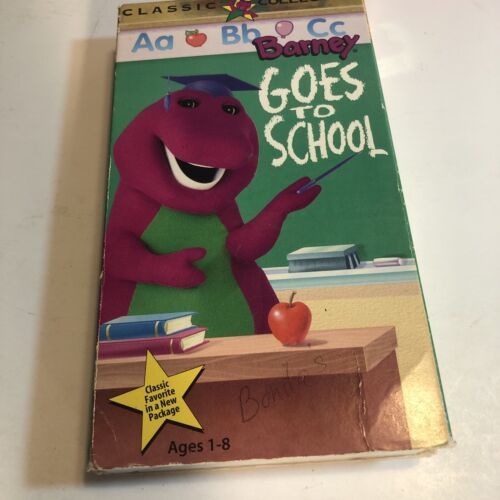 CLASSIC
Aa Bb Cc
Barney
GOES
TO
SCHOOL
Classic
Favorite
in a New
Package
Ages 1-8